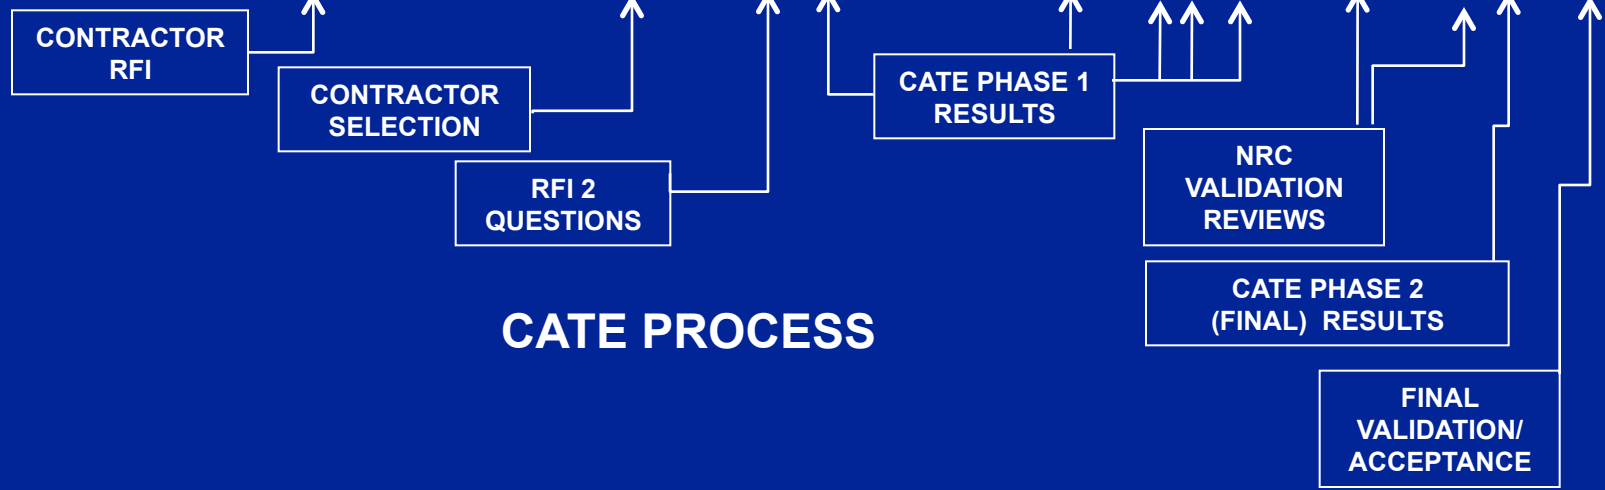 CONTRACTOR
RFI
CONTRACTOR
SELECTION
RFI 2
QUESTIONS
CATE PHASE 1
RESULTS
NRC
VALIDATION
REVIEWS
CATE PHASE 2
(FINAL) RESULTS
CATE PROCESS
FINAL
VALIDATION/
ACCEPTANCE